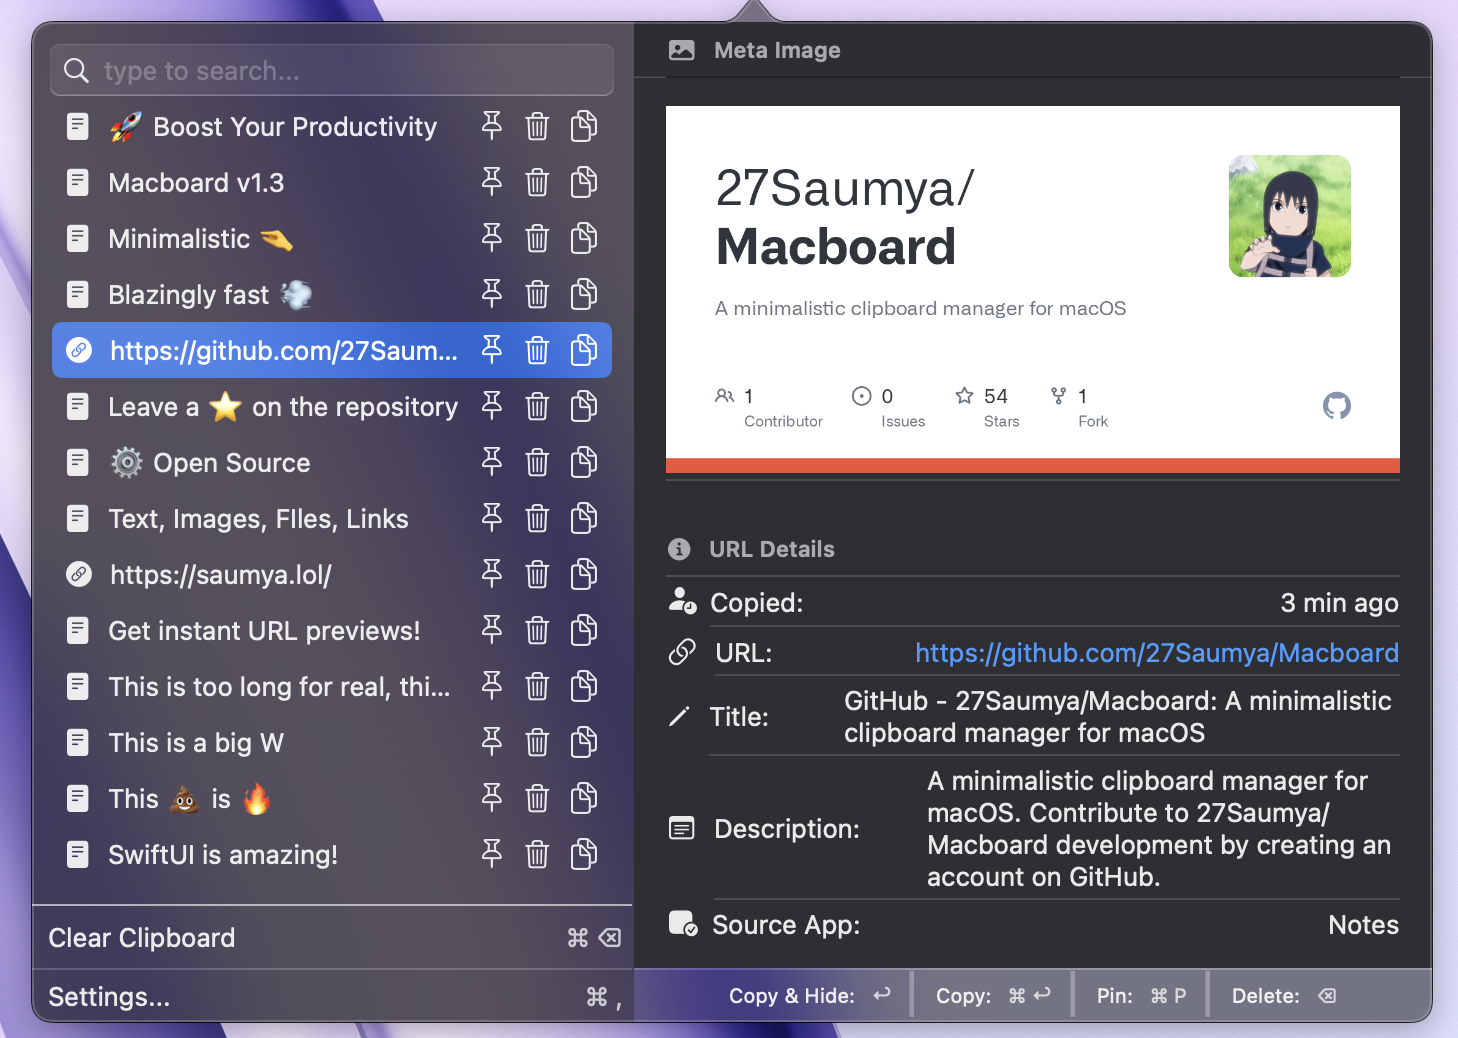 type to search...
🚀 Boost Your Productivity
Macboard v1.3
Minimalistic 🫴
Blazingly fast 💨
https://github.com/27Saum...
Leave a ⭐ on the repository
⚙️ Open Source
Text, Images, FIles, Links
https://saumya.lol/
Get instant URL previews!
This is too long for real, thi...
This is a big W
This 💩 is 🔥
SwiftUI is amazing!
Clear Clipboard ⌘ ⌫
Settings... ⌘ ,
Meta Image
27Saumya/
Macboard
A minimalistic clipboard manager for macOS
1 0 54 1
Contributor Issues Stars Fork
URL Details
Copied: 3 min ago
URL: https://github.com/27Saumya/Macboard
Title: GitHub - 27Saumya/Macboard: A minimalistic
clipboard manager for macOS
Description: A minimalistic clipboard manager for
macOS. Contribute to 27Saumya/
Macboard development by creating an
account on GitHub.
Source App: Notes
Copy & Hide: ↩ Copy: ⌘ ↩ Pin: ⌘ P Delete: ⌫